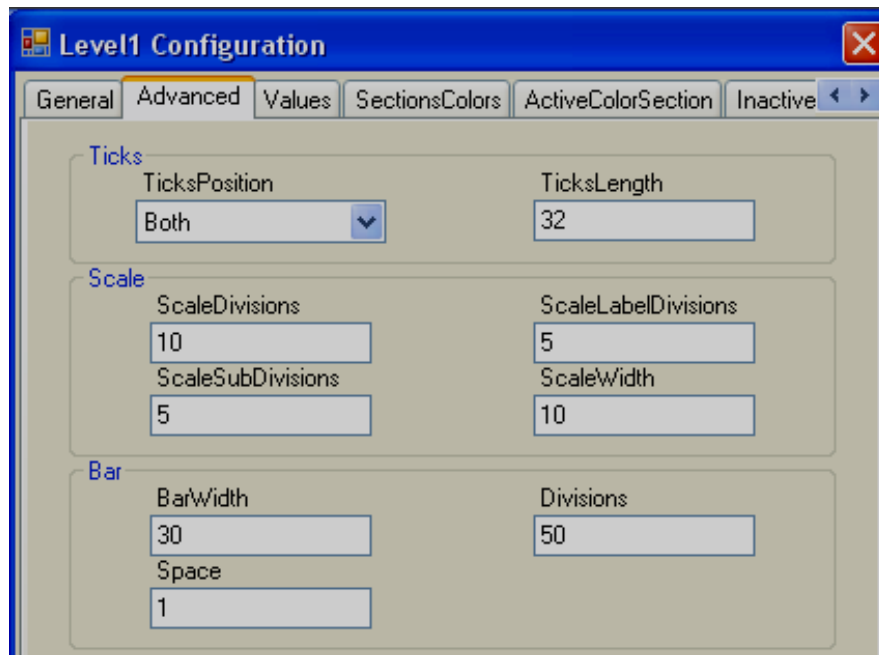 Level1 Configuration
General Advanced Values SectionsColors ActiveColorSection Inactive
Ticks
TicksPosition TicksLength
Both 32
Scale
ScaleDivisions ScaleLabelDivisions
10 5
ScaleSubDivisions ScaleWidth
5 10
Bar
BarWidth Divisions
30 50
Space
1